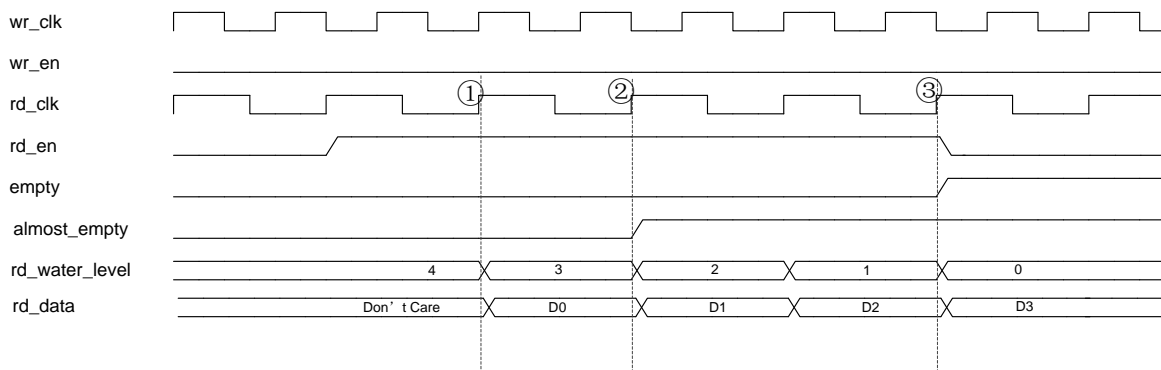 wr_clk
wr_en
rd_clk ① ② ③
rd_en
empty
almost_empty
rd_water_level 4 3 2 1 0
rd_data Don’t Care D0 D1 D2 D3